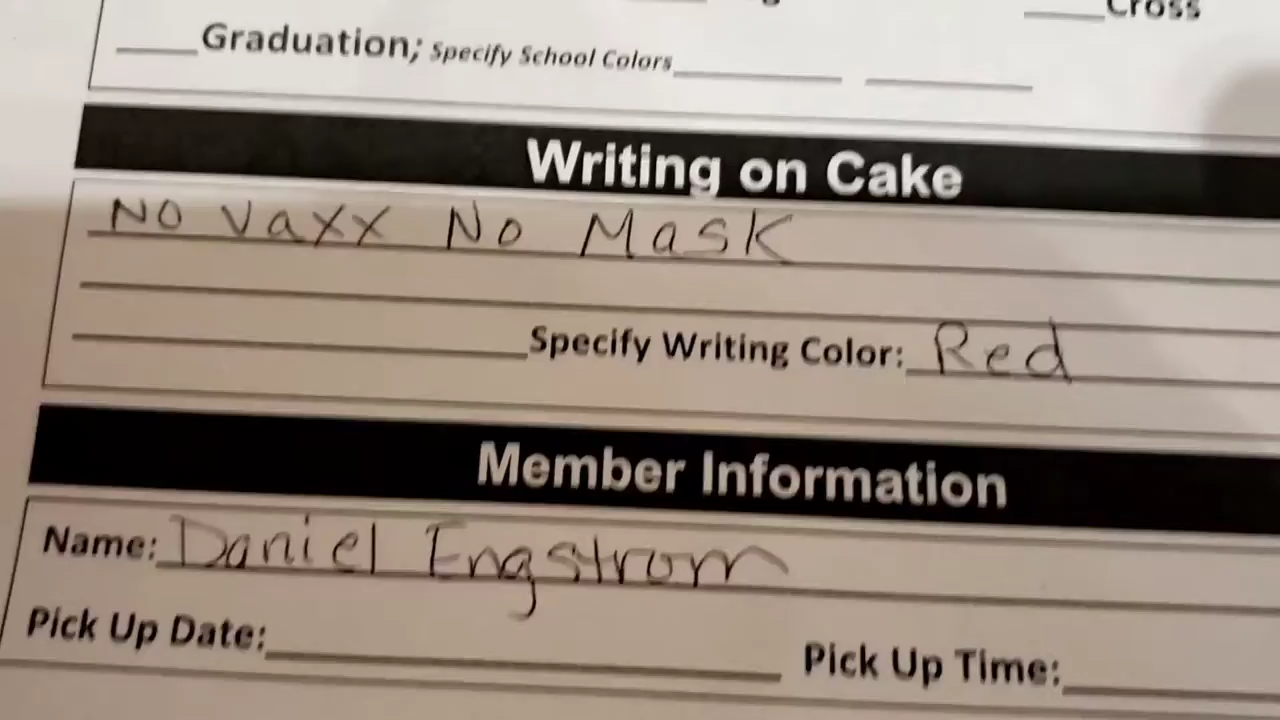 Cross
Graduation; Specify School Colors
Writing on Cake
No Vaxx No Mask
Specify Writing Color: Red
Member Information
Name: Daniel Engstrom
Pick Up Date: Pick Up Time: